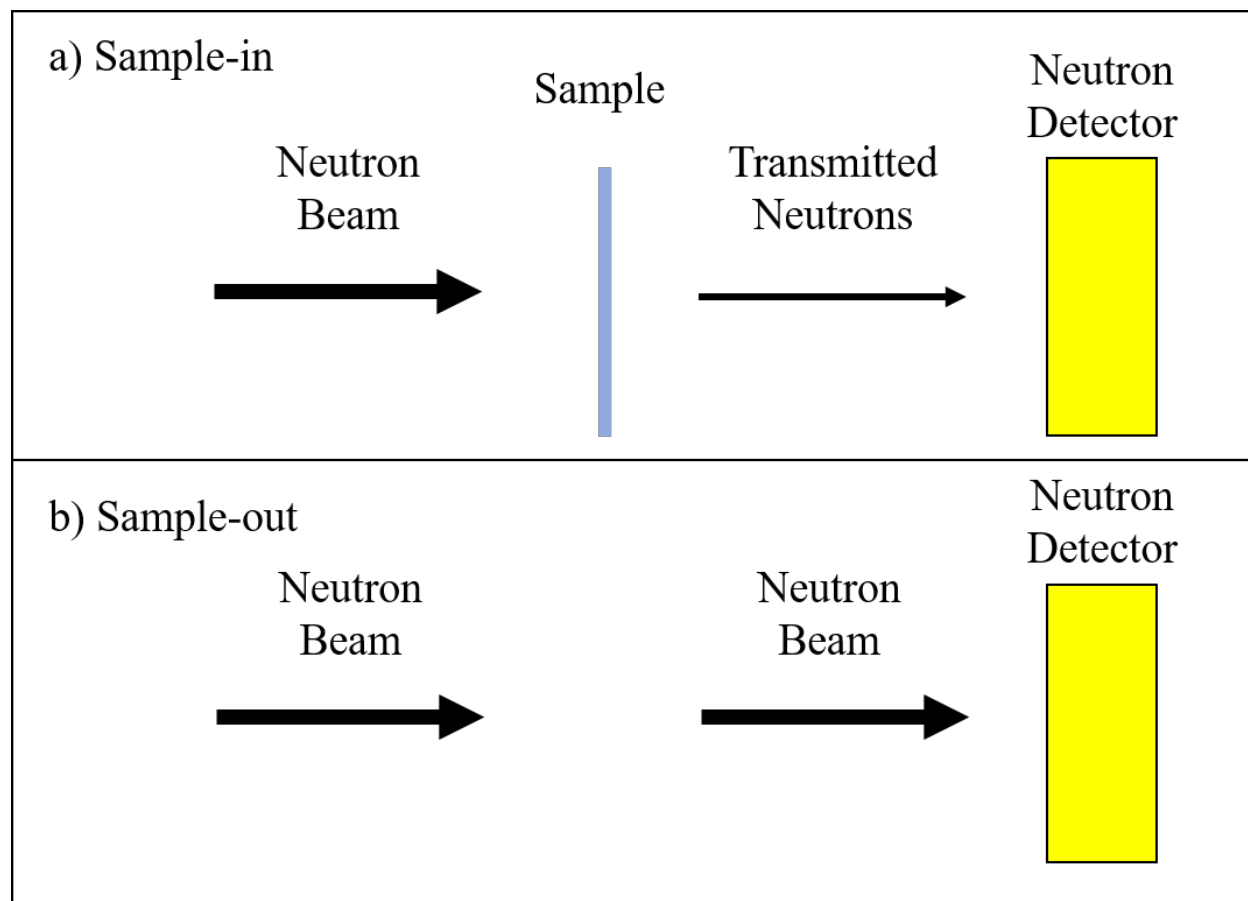 a) Sample-in
Sample
Neutron
Detector
Neutron
Beam
Transmitted
Neutrons
b) Sample-out
Neutron
Detector
Neutron
Beam
Neutron
Beam